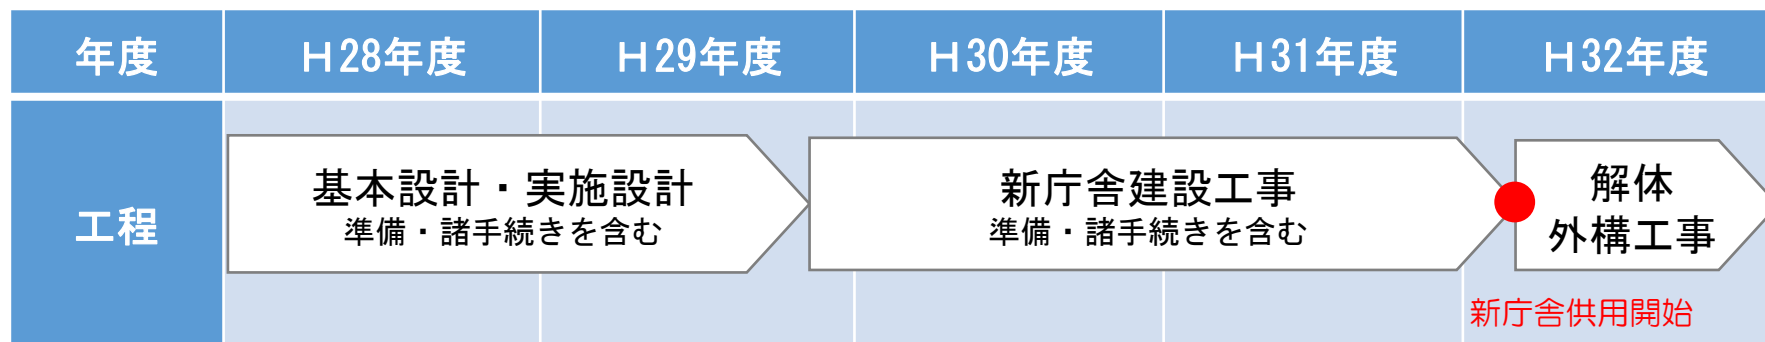 年度 H28年度 H29年度 H30年度 H31年度 H32年度
工程
基本設計・実施設計
準備・諸手続きを含む
新庁舎建設工事
準備・諸手続きを含む
解体
外構工事
新庁舎供用開始